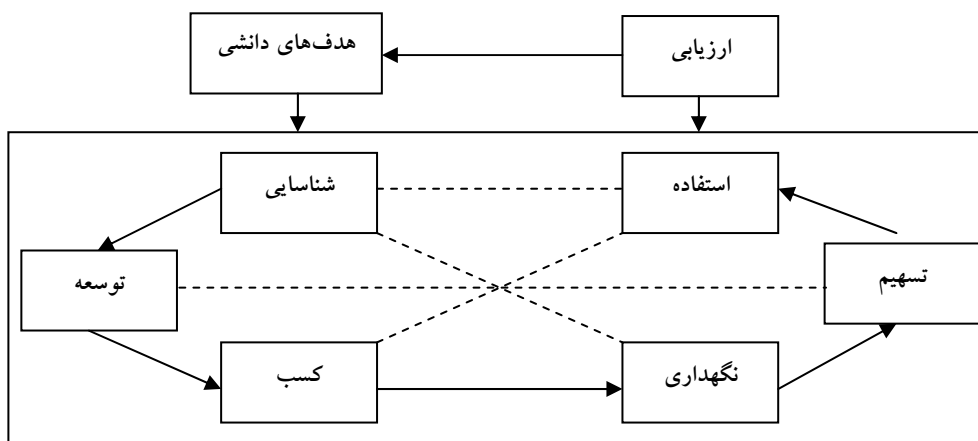 ارزیابی
هدف‌های دانشی
استفاده
شناسایی
تسهیم
توسعه
نگهداری
کسب